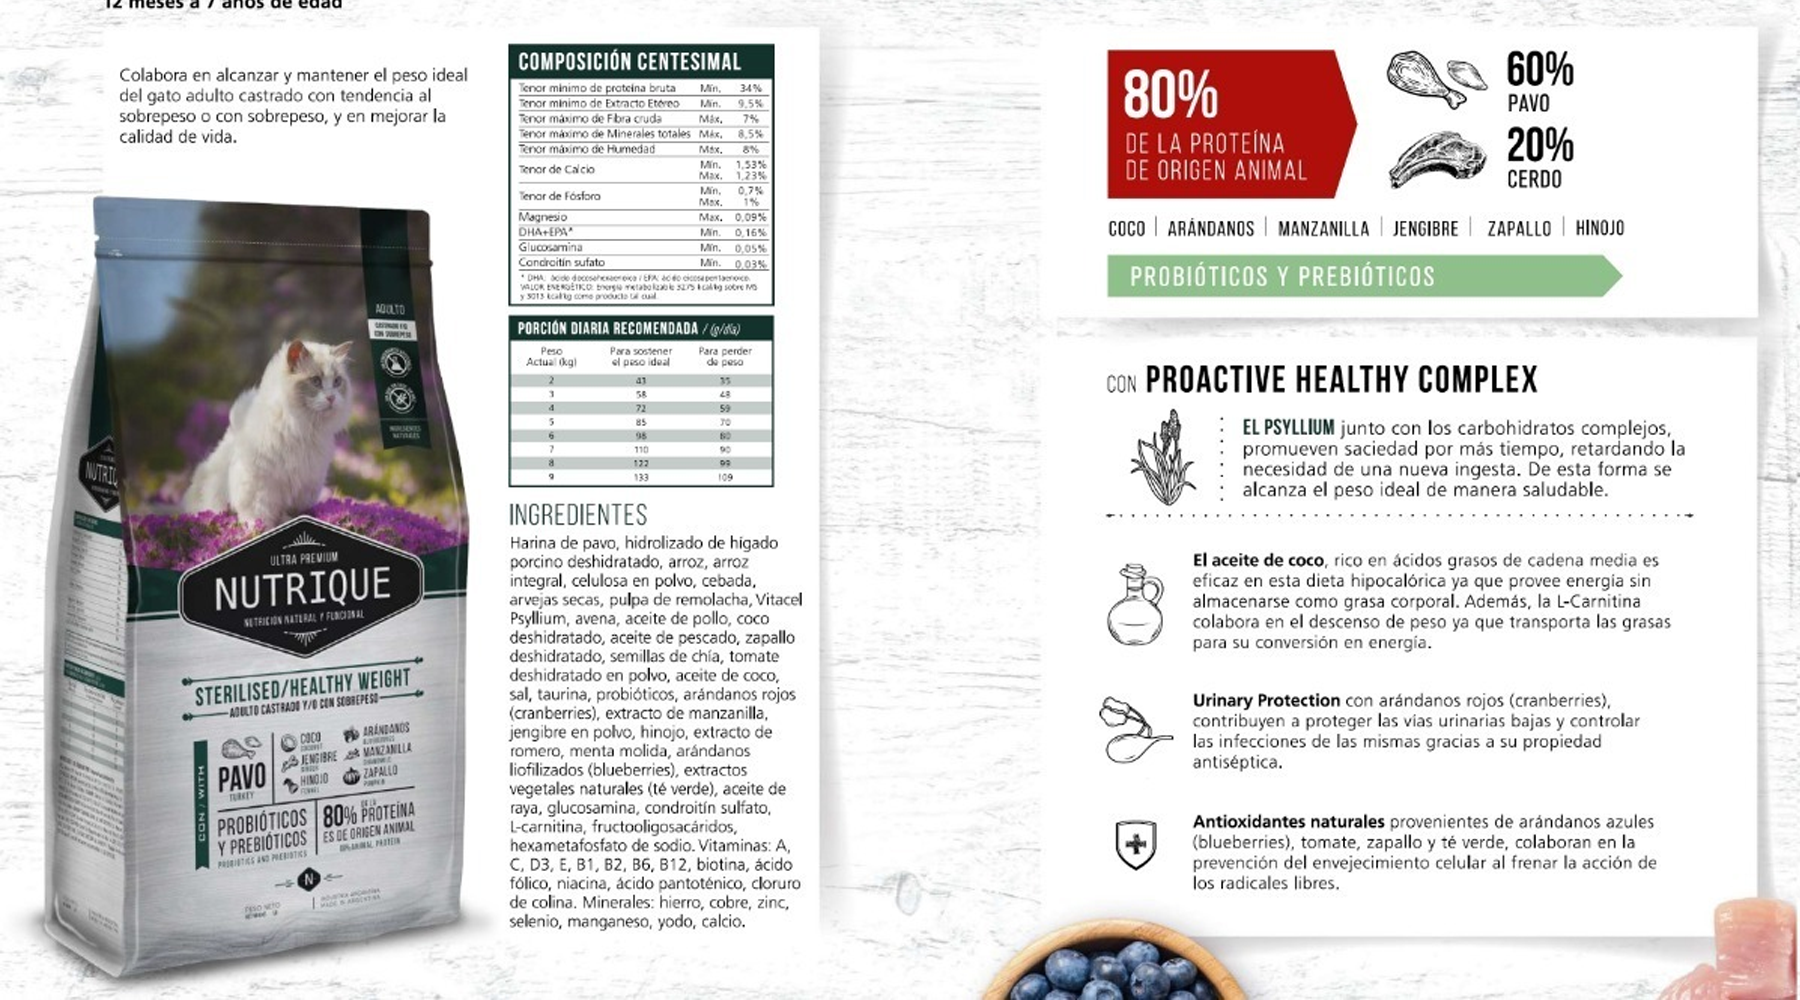 12 meses a 7 años de edad
Colabora en alcanzar y mantener el peso ideal
del gato adulto castrado con tendencia al
sobrepeso o con sobrepeso, y en mejorar la
calidad de vida.
ADULTO
CASTRADO Y/O
CON SOBREPESO
INGREDIENTES
NATURALES
ULTRA PREMIUM
NUTRIQUE
NUTRICIÓN NATURAL Y FUNCIONAL
STERILISED/HEALTHY WEIGHT
ADULTO CASTRADO Y/O CON SOBREPESO
CON / WITH
PAVO
TURKEY
COCO
COCONUT
JENGIBRE
GINGER
HINOJO
FENNEL
ARÁNDANOS
MANZANILLA
ZAPALLO
PUMPKIN
PROBIÓTICOS
Y PREBIÓTICOS
PROBIOTICS AND PREBIOTICS
80% DE LA PROTEÍNA
ES DE ORIGEN ANIMAL
80% ANIMAL PROTEIN
N
PESO NETO
INDUSTRIA ARGENTINA
MADE IN ARGENTINA
COMPOSICIÓN CENTESIMAL
Tenor mínimo de proteína bruta Mín. 34%
Tenor mínimo de Extracto Etéreo Mín. 9,5%
Tenor máximo de Fibra cruda Máx. 7%
Tenor máximo de Minerales totales Máx. 8,5%
Tenor máximo de Humedad Máx. 8%
Tenor de Calcio Mín. 1,53%
Max. 1,23%
Tenor de Fósforo Mín. 0,7%
Max. 1%
Magnesio Max. 0,09%
DHA+EPA* Mín. 0,16%
Glucosamina Mín. 0,05%
Condroitín sufato Mín. 0,03%
* DHA: ácido docosahexaenoico / EPA: ácido eicosapentaenoico.
VALOR ENERGÉTICO: Energía metabolizable 3275 kcal/kg sobre MS
y 3013 kcal/kg como producto tal cual.
PORCIÓN DIARIA RECOMENDADA / (g/día)
Peso Para sostener Para perder
Actual (kg) el peso ideal de peso
2 43 35
3 58 48
4 72 59
5 85 70
6 98 80
7 110 90
8 122 99
9 133 109
INGREDIENTES
Harina de pavo, hidrolizado de hígado
porcino deshidratado, arroz, arroz
integral, celulosa en polvo, cebada,
arvejas secas, pulpa de remolacha, Vitacel
Psyllium, avena, aceite de pollo, coco
deshidratado, aceite de pescado, zapallo
deshidratado, semillas de chía, tomate
deshidratado en polvo, aceite de coco,
sal, taurina, probióticos, arándanos rojos
(cranberries), extracto de manzanilla,
jengibre en polvo, hinojo, extracto de
romero, menta molida, arándanos
liofilizados (blueberries), extractos
vegetales naturales (té verde), aceite de
raya, glucosamina, condroitín sulfato,
L-carnitina, fructooligosacáridos,
hexametafosfato de sodio. Vitaminas: A,
C, D3, E, B1, B2, B6, B12, biotina, ácido
fólico, niacina, ácido pantoténico, cloruro
de colina. Minerales: hierro, cobre, zinc,
selenio, manganeso, yodo, calcio.
80%
DE LA PROTEÍNA
DE ORIGEN ANIMAL
60%
PAVO
20%
CERDO
COCO | ARÁNDANOS | MANZANILLA | JENGIBRE | ZAPALLO | HINOJO
PROBIÓTICOS Y PREBIÓTICOS
CON PROACTIVE HEALTHY COMPLEX
EL PSYLLIUM junto con los carbohidratos complejos,
promueven saciedad por más tiempo, retardando la
necesidad de una nueva ingesta. De esta forma se
alcanza el peso ideal de manera saludable.
El aceite de coco, rico en ácidos grasos de cadena media es
eficaz en esta dieta hipocalórica ya que provee energía sin
almacenarse como grasa corporal. Además, la L-Carnitina
colabora en el descenso de peso ya que transporta las grasas
para su conversión en energía.
Urinary Protection con arándanos rojos (cranberries),
contribuyen a proteger las vías urinarias bajas y controlar
las infecciones de las mismas gracias a su propiedad
antiséptica.
Antioxidantes naturales provenientes de arándanos azules
(blueberries), tomate, zapallo y té verde, colaboran en la
prevención del envejecimiento celular al frenar la acción de
los radicales libres.